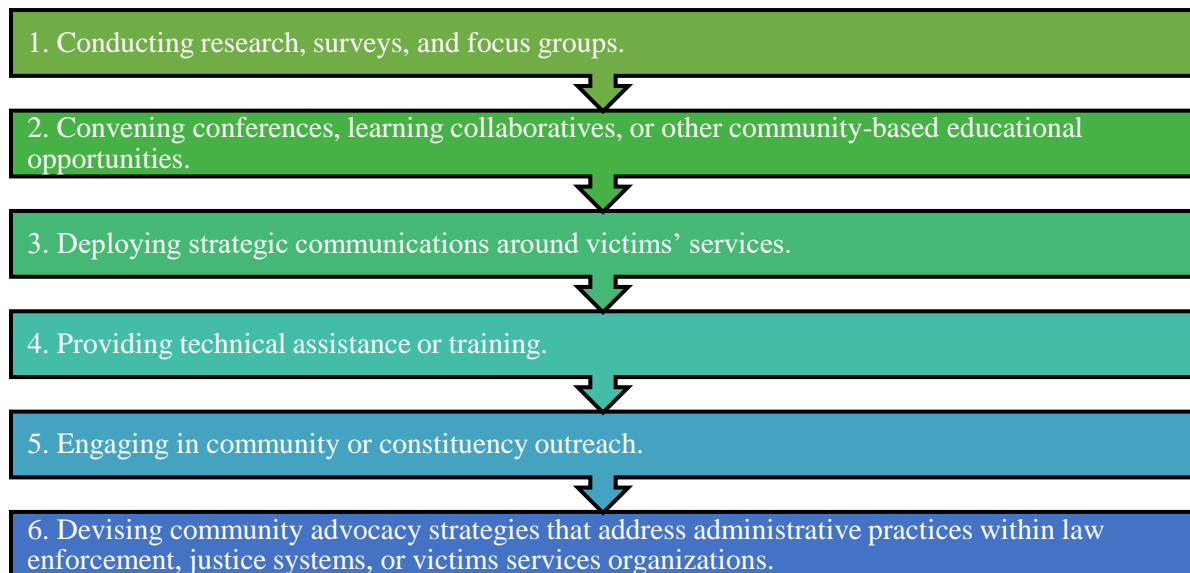 1. Conducting research, surveys, and focus groups.
2. Convening conferences, learning collaboratives, or other community-based educational
opportunities.
3. Deploying strategic communications around victims’ services.
4. Providing technical assistance or training.
5. Engaging in community or constituency outreach.
6. Devising community advocacy strategies that address administrative practices within law
enforcement, justice systems, or victims services organizations.